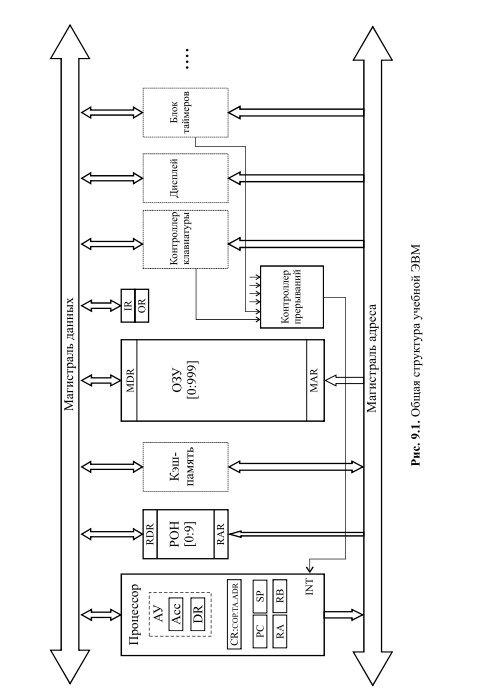 Магистраль данных
Процессор
АУ
Acc
DR
CR:COP.TA.ADR
PC
SP
RA
RB
INT
RDR
РОН
[0:9]
RAR
Кэш-
память
MDR
ОЗУ
[0:999]
MAR
IR
OR
Контроллер
клавиатуры
Дисплей
Блок
таймеров
....
Контроллер
прерываний
Магистраль адреса
Рис. 9.1. Общая структура учебной ЭВМ